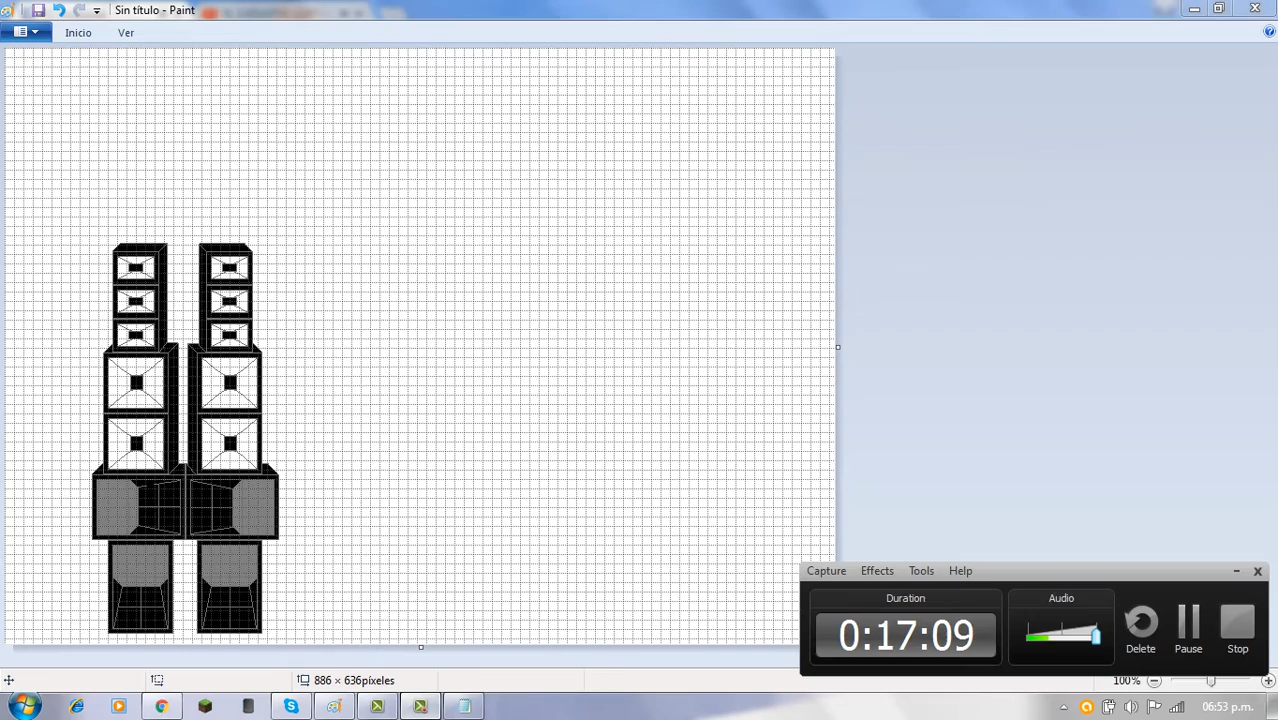 Sin título - Paint
Inicio Ver
Capture Effects Tools Help
Duration Audio
0:17:09
Delete Pause Stop
886 × 636píxeles 100%
06:53 p.m.